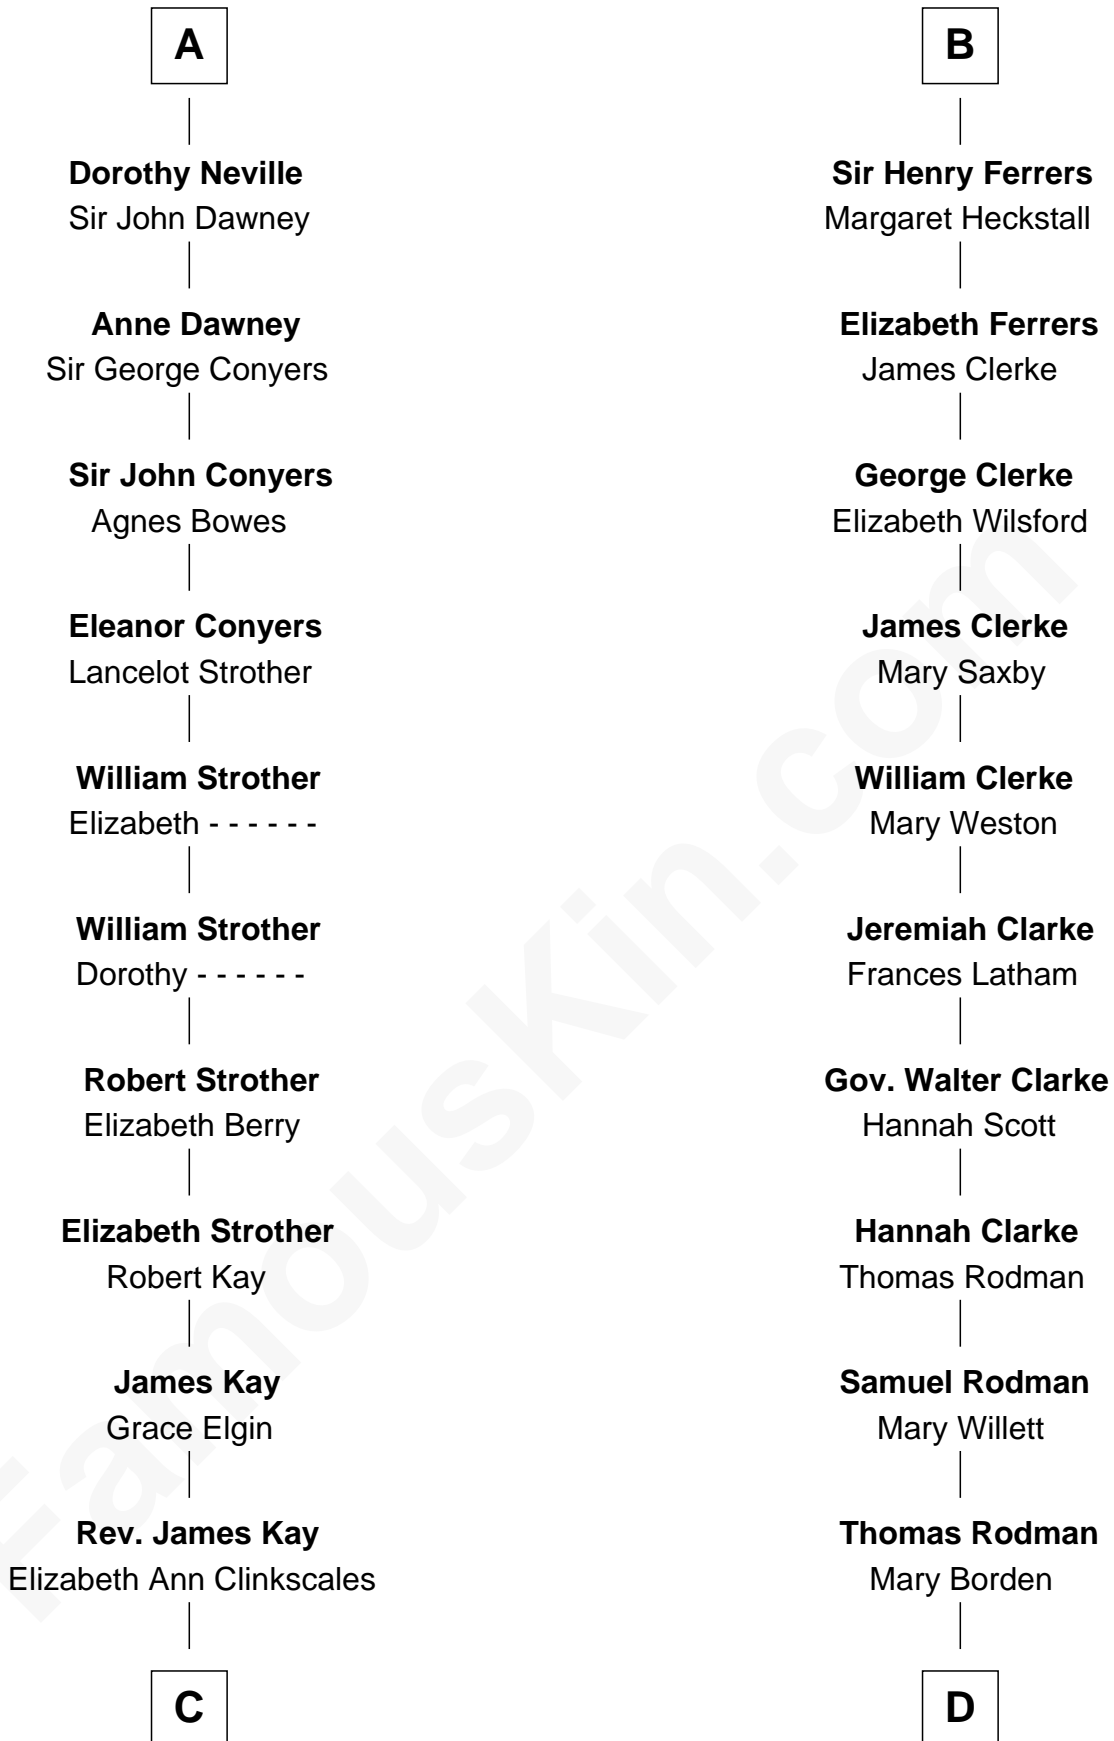 A
Dorothy Neville
Sir John Dawney
Anne Dawney
Sir George Conyers
Sir John Conyers
Agnes Bowes
Eleanor Conyers
Lancelot Strother
William Strother
Elizabeth - - - - - -
William Strother
Dorothy - - - - - -
Robert Strother
Elizabeth Berry
Elizabeth Strother
Robert Kay
James Kay
Grace Elgin
Rev. James Kay
Elizabeth Ann Clinkscales
C
B
Sir Henry Ferrers
Margaret Heckstall
Elizabeth Ferrers
James Clerke
George Clerke
Elizabeth Wilsford
James Clerke
Mary Saxby
William Clerke
Mary Weston
Jeremiah Clarke
Frances Latham
Gov. Walter Clarke
Hannah Scott
Hannah Clarke
Thomas Rodman
Samuel Rodman
Mary Willett
Thomas Rodman
Mary Borden
D
FamousKin.com